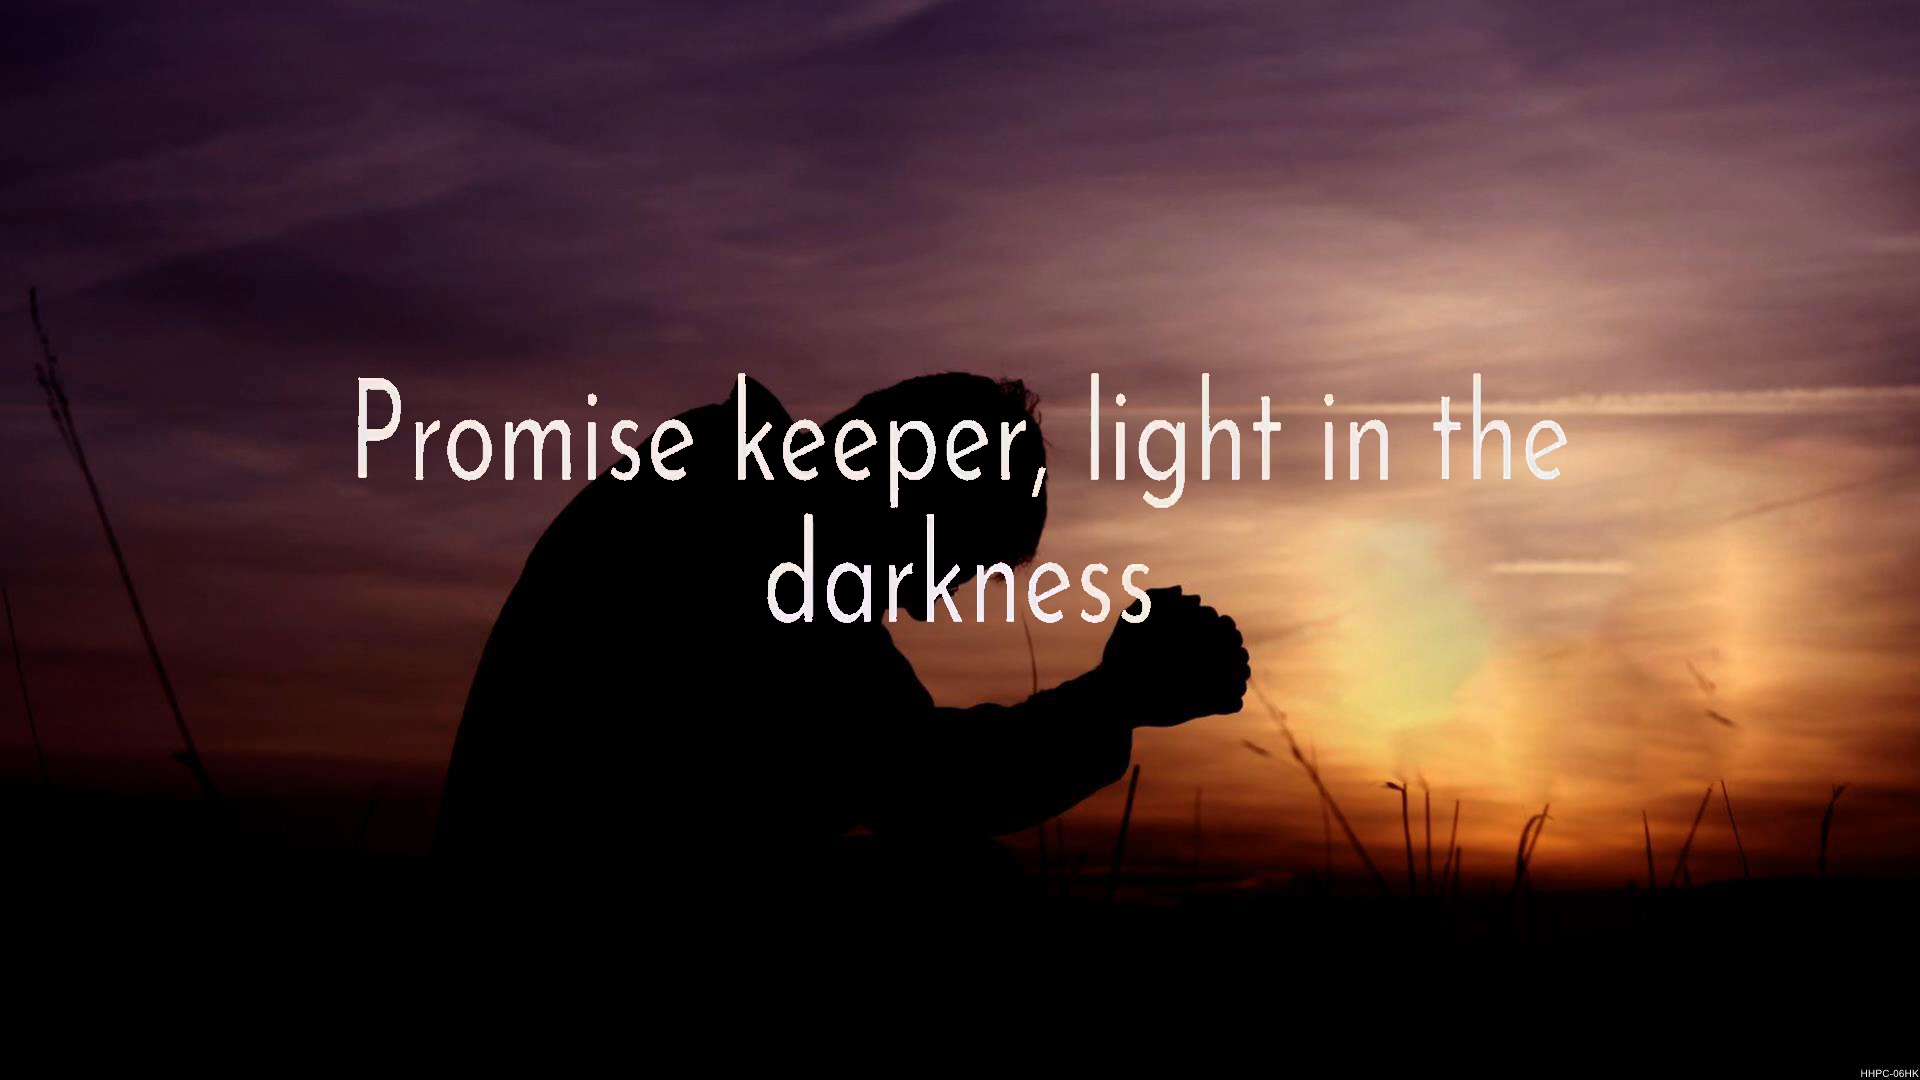 Promise keeper, light in the
darkness
HHPC-06HK